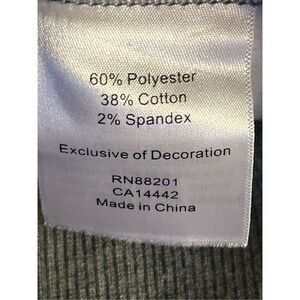 60% Polyester
38% Cotton
2% Spandex
Exclusive of Decoration
RN88201
CA14442
Made in China